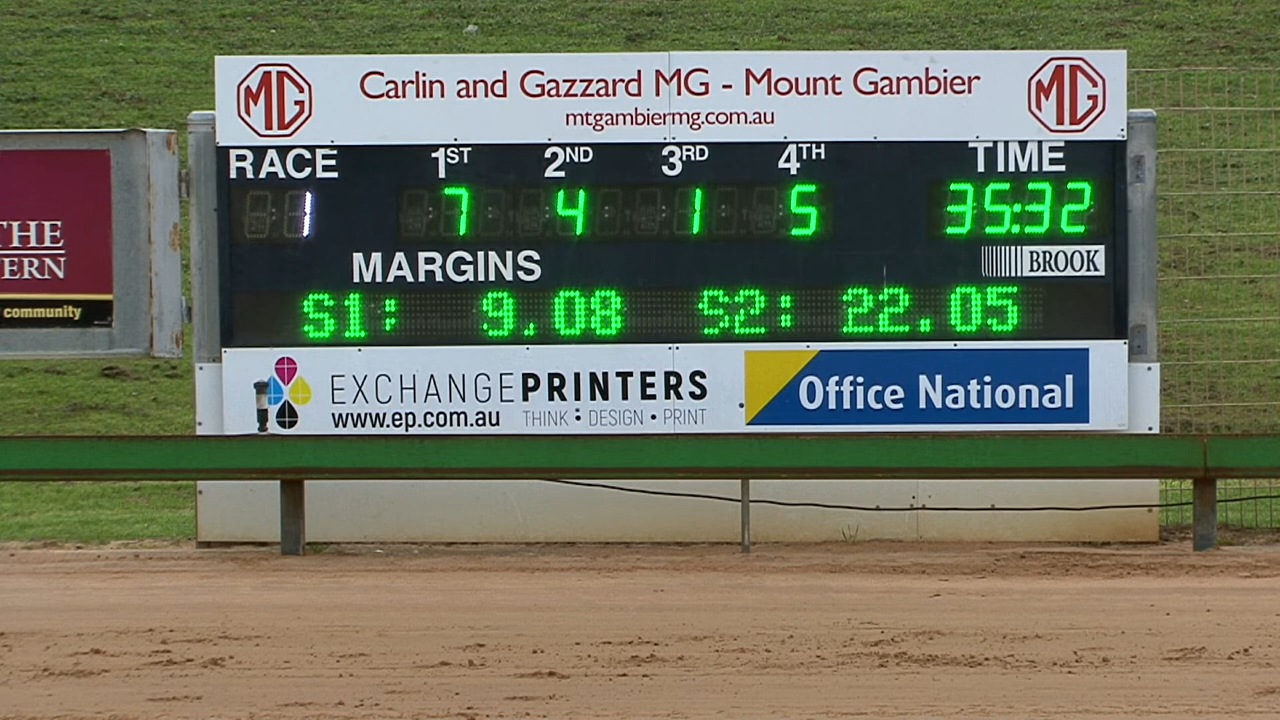 MG Carlin and Gazzard MG - Mount Gambier MG
mtgambiermg.com.au
RACE 1ST 2ND 3RD 4TH TIME
1 7 4 1 5 35:32
MARGINS BROOK
S1: 9.08 S2: 22.05
THE
ERN
community
EXCHANGEPRINTERS
www.ep.com.au THINK : DESIGN • PRINT
Office National